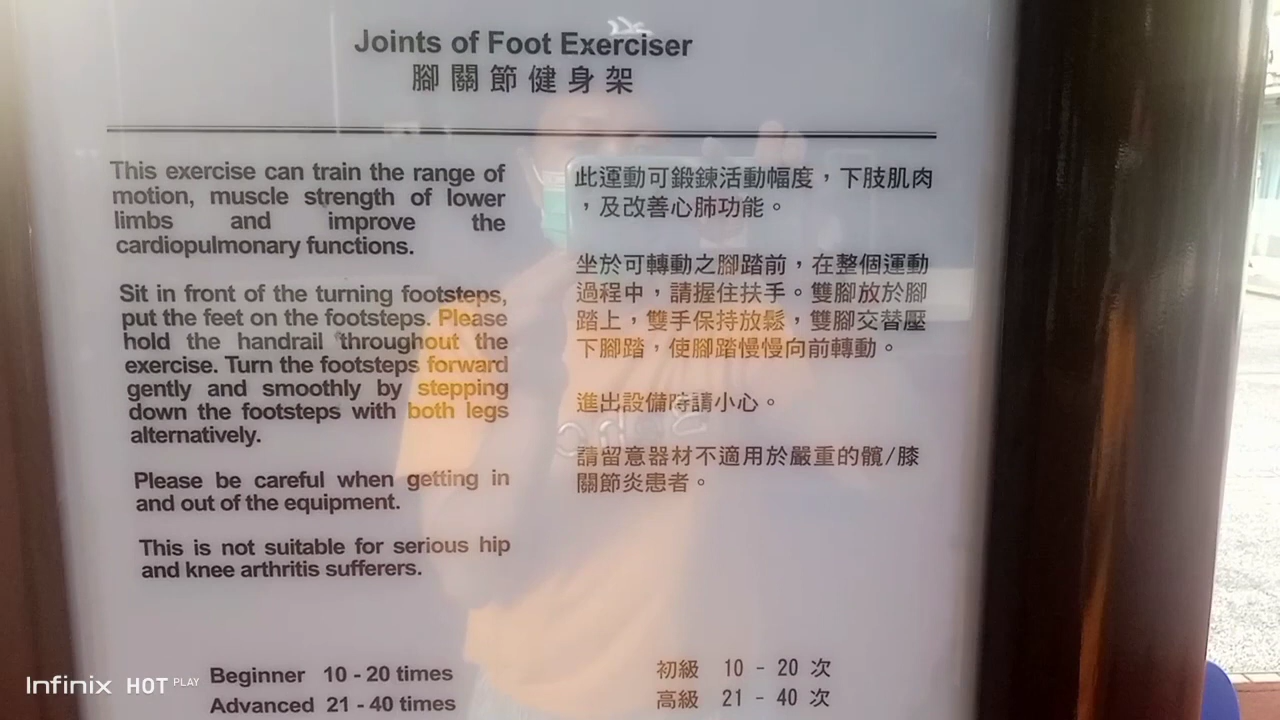 Joints of Foot Exerciser
腳關節健身架
This exercise can train the range of
motion, muscle strength of lower
limbs and improve the
cardiopulmonary functions.
Sit in front of the turning footsteps,
put the feet on the footsteps. Please
hold the handrail throughout the
exercise. Turn the footsteps forward
gently and smoothly by stepping
down the footsteps with both legs
alternatively.
Please be careful when getting in
and out of the equipment.
This is not suitable for serious hip
and knee arthritis sufferers.
此運動可鍛鍊活動幅度，下肢肌肉
，及改善心肺功能。
坐於可轉動之腳踏前，在整個運動
過程中，請握住扶手。雙腳放於腳
踏上，雙手保持放鬆，雙腳交替壓
下腳踏，使腳踏慢慢向前轉動。
進出設備時請小心。
請留意器材不適用於嚴重的髖/膝
關節炎患者。
Beginner 10 - 20 times
Advanced 21 - 40 times
初級 10 - 20 次
高級 21 - 40 次
Infinix HOT PLAY